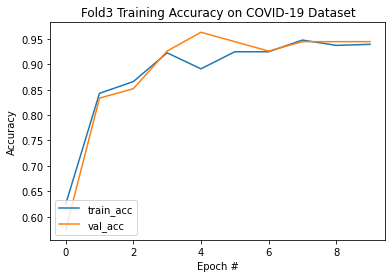 Fold3 Training Accuracy on COVID-19 Dataset
Accuracy
0.95
0.90
0.85
0.80
0.75
0.70
0.65
0.60
train_acc
val_acc
0 2 4 6 8
Epoch #